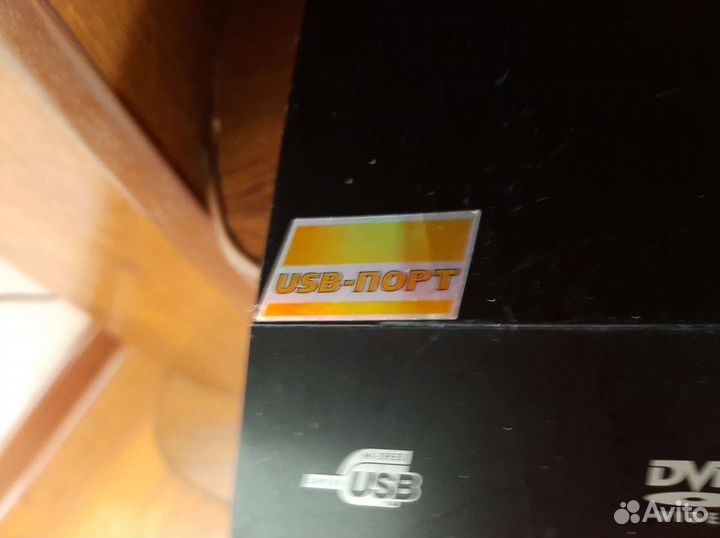 USB-ПОРТ
HI-SPEED
USB
DVD
Avito